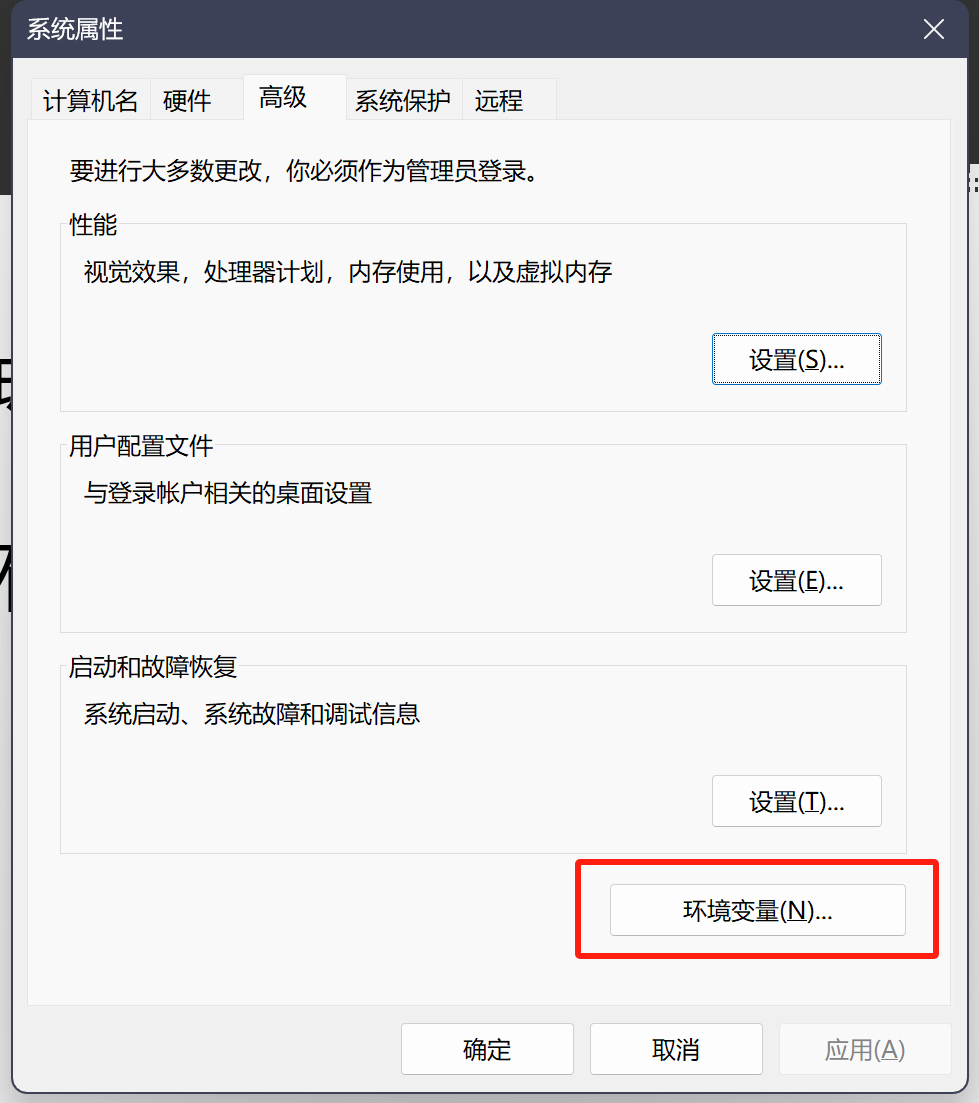 系统属性
计算机名 硬件 高级 系统保护 远程
要进行大多数更改，你必须作为管理员登录。
性能
视觉效果，处理器计划，内存使用，以及虚拟内存
设置(S)...
用户配置文件
与登录帐户相关的桌面设置
设置(E)...
启动和故障恢复
系统启动、系统故障和调试信息
设置(T)...
环境变量(N)...
确定 取消 应用(A)